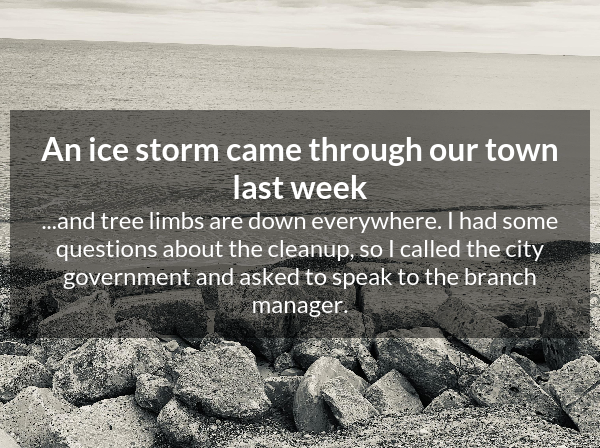 An ice storm came through our town
last week
...and tree limbs are down everywhere. I had some
questions about the cleanup, so I called the city
government and asked to speak to the branch
manager.